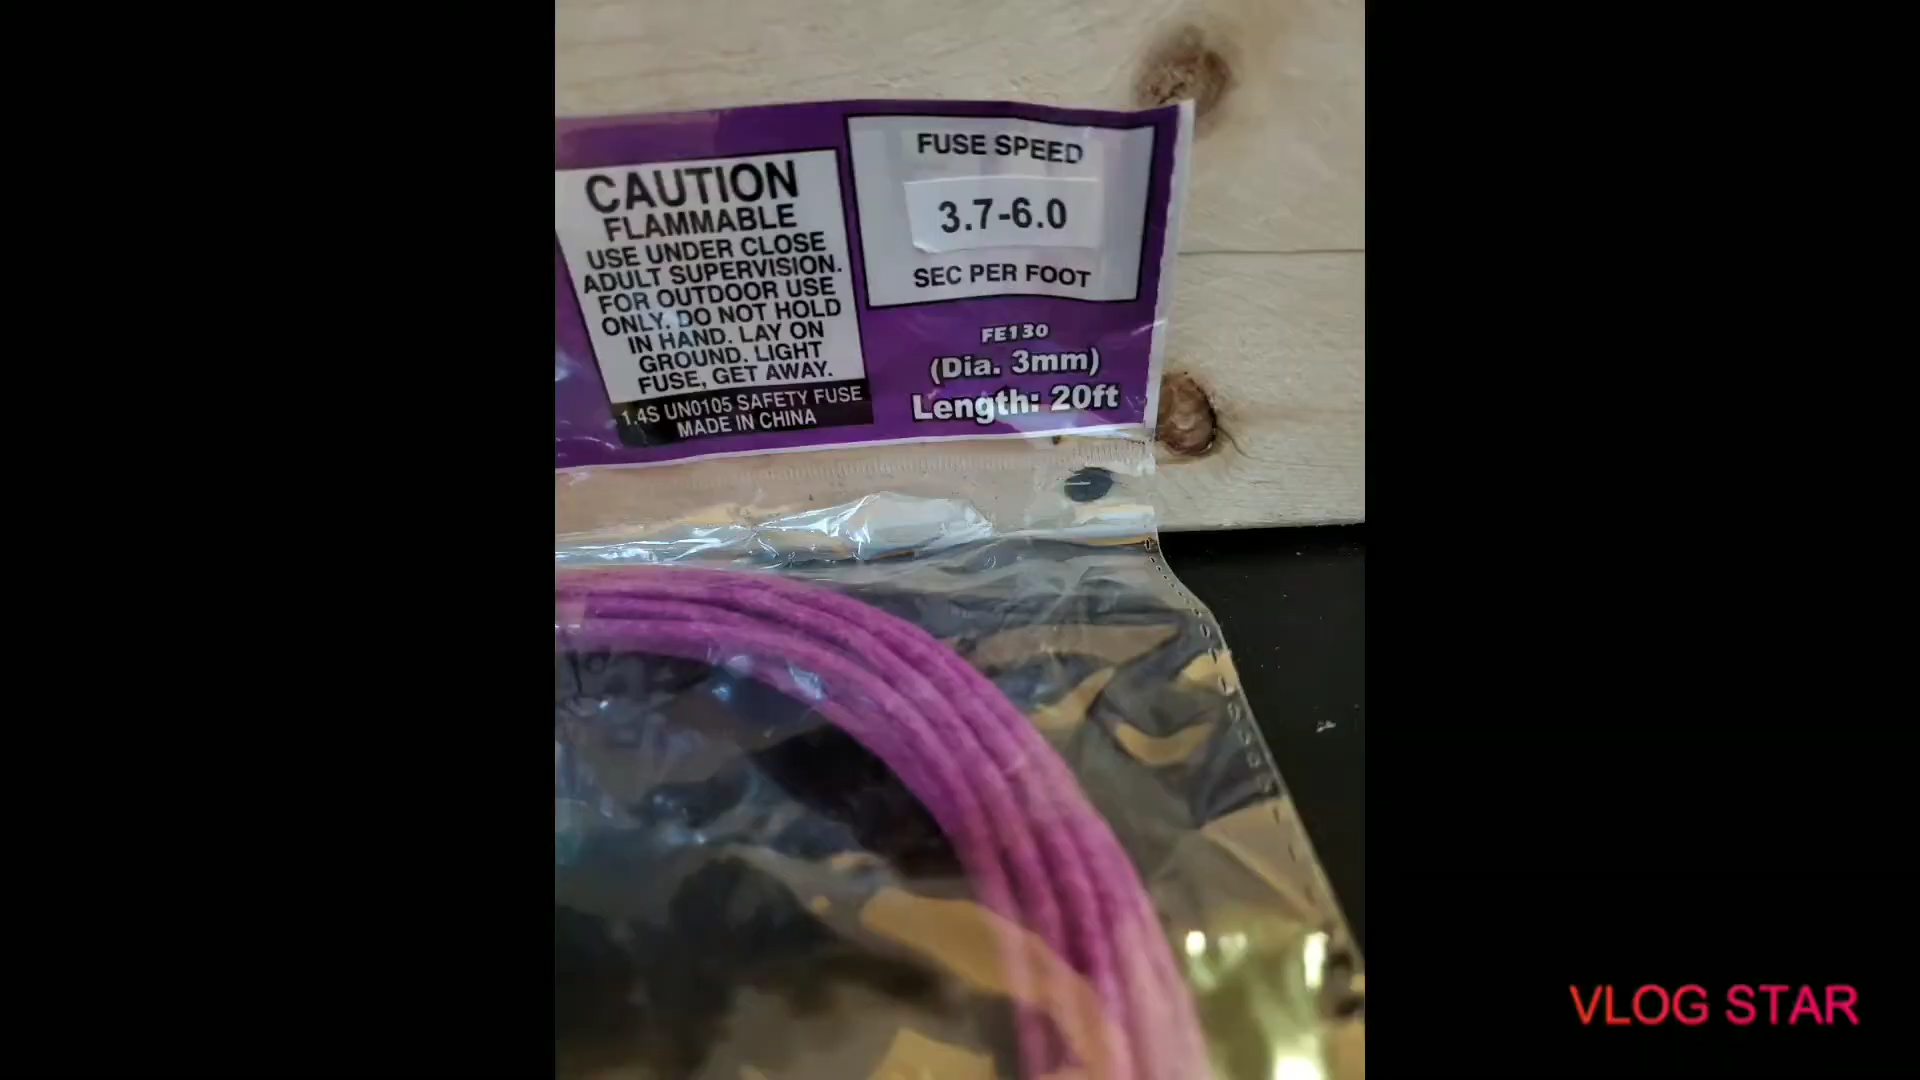 CAUTION
FLAMMABLE
USE UNDER CLOSE
ADULT SUPERVISION.
FOR OUTDOOR USE
ONLY. DO NOT HOLD
IN HAND. LAY ON
GROUND. LIGHT
FUSE, GET AWAY.
1.4S UN0105 SAFETY FUSE
MADE IN CHINA
FUSE SPEED
3.7-6.0
SEC PER FOOT
FE130
(Dia. 3mm)
Length: 20ft
VLOG STAR